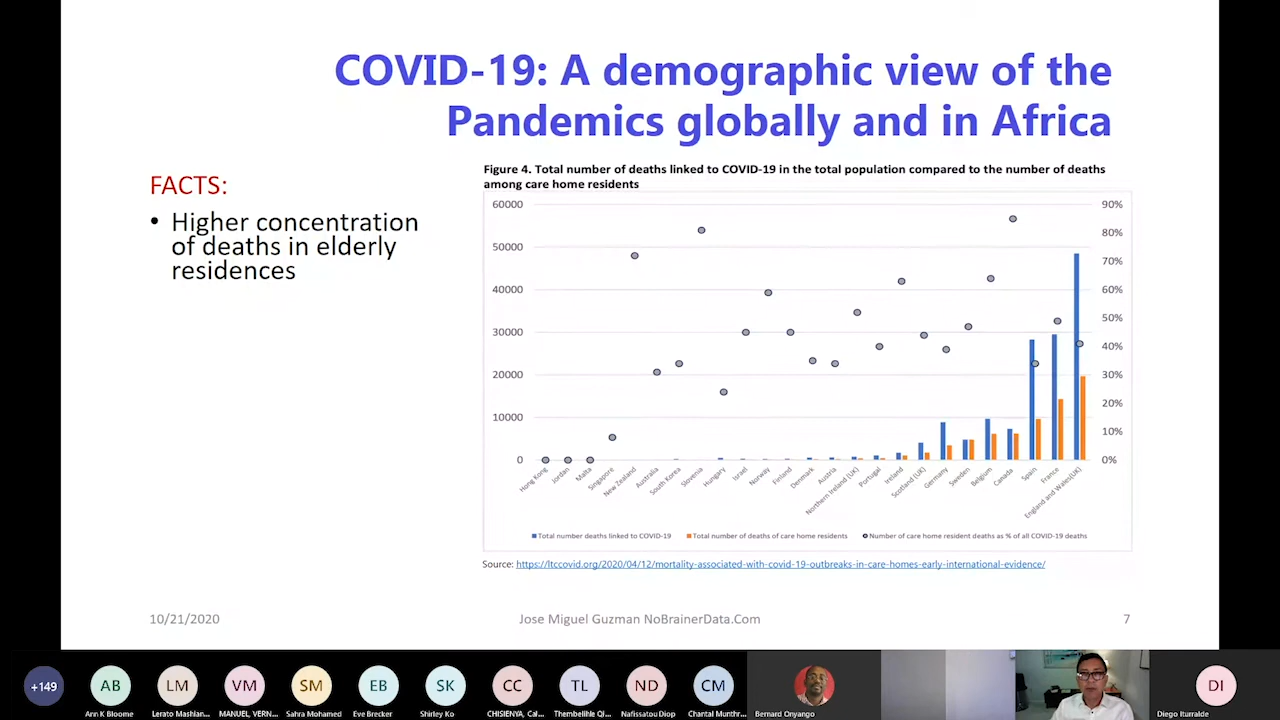 COVID-19: A demographic view of the
Pandemics globally and in Africa
FACTS:
• Higher concentration
of deaths in elderly
residences
Figure 4. Total number of deaths linked to COVID-19 in the total population compared to the number of deaths
among care home residents
60000
50000
40000
30000
20000
10000
0
90%
80%
70%
60%
50%
40%
30%
20%
10%
0%
Hong Kong
Jordan
Malta
Singapore
New Zealand
Australia
South Korea
Slovenia
Hungary
Israel
Norway
Finland
Denmark
Austria
Northern Ireland (UK)
Portugal
Ireland
Scotland (UK)
Germany
Sweden
Belgium
Canada
Spain
France
England and Wales(UK)
Total number deaths linked to COVID-19
Total number of deaths of care home residents
Number of care home resident deaths as % of all COVID-19 deaths
Source: https://ltccovid.org/2020/04/12/mortality-associated-with-covid-19-outbreaks-in-care-homes-early-international-evidence/
10/21/2020
Jose Miguel Guzman NoBrainerData.Com
7
+149
AB
LM
VM
SM
EB
SK
CC
TL
ND
CM
DI
Ann K Bloome
Lerato Mashian...
MANUEL, VERN...
Sahra Mohamed
Eve Brecker
Shirley Ko
CHISIENYA, Cal...
Thembelihle Ql...
Nafissatou Diop
Chantal Munthr...
Bernard Onyango
Diego Iturralde